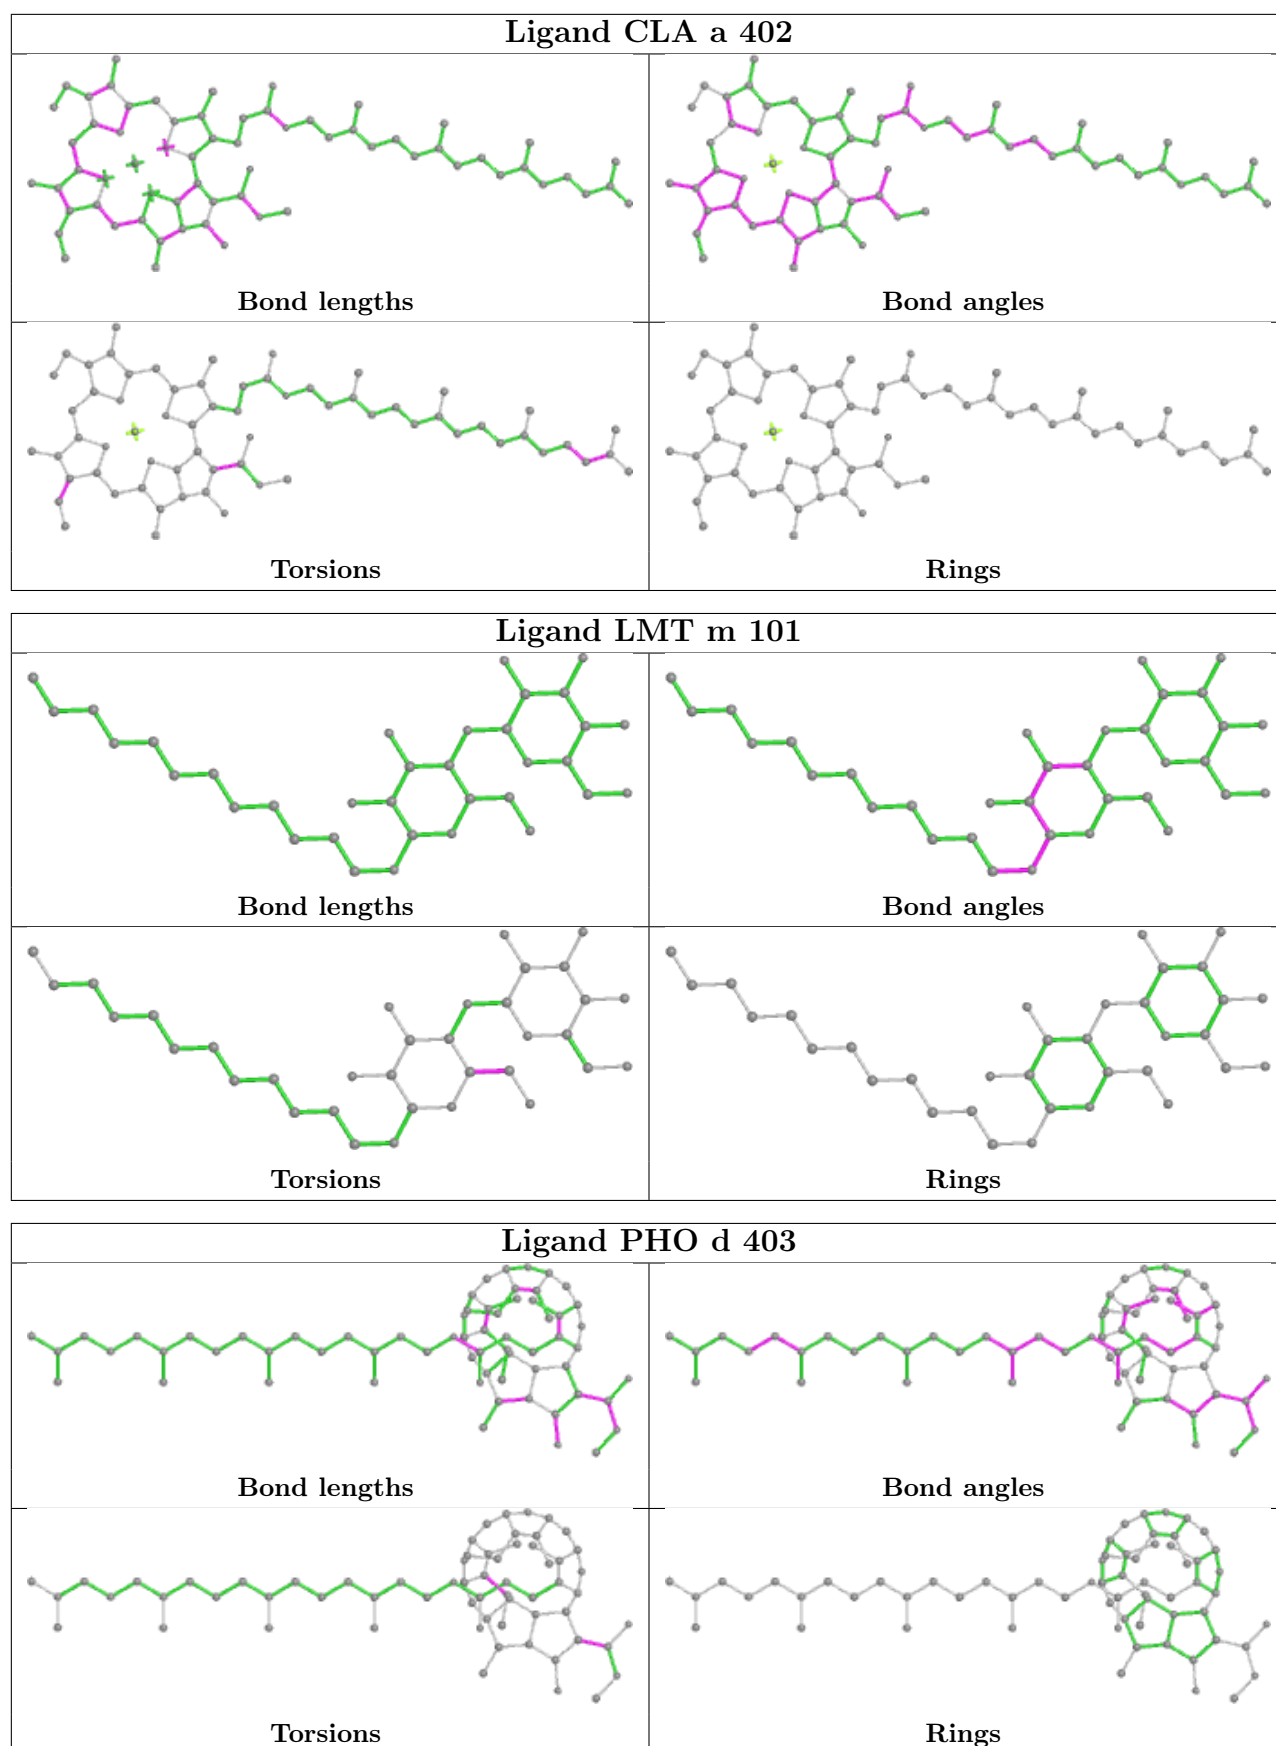 Ligand CLA a 402
Bond lengths
Bond angles
Torsions
Rings
Ligand LMT m 101
Bond lengths
Bond angles
Torsions
Rings
Ligand PHO d 403
Bond lengths
Bond angles
Torsions
Rings